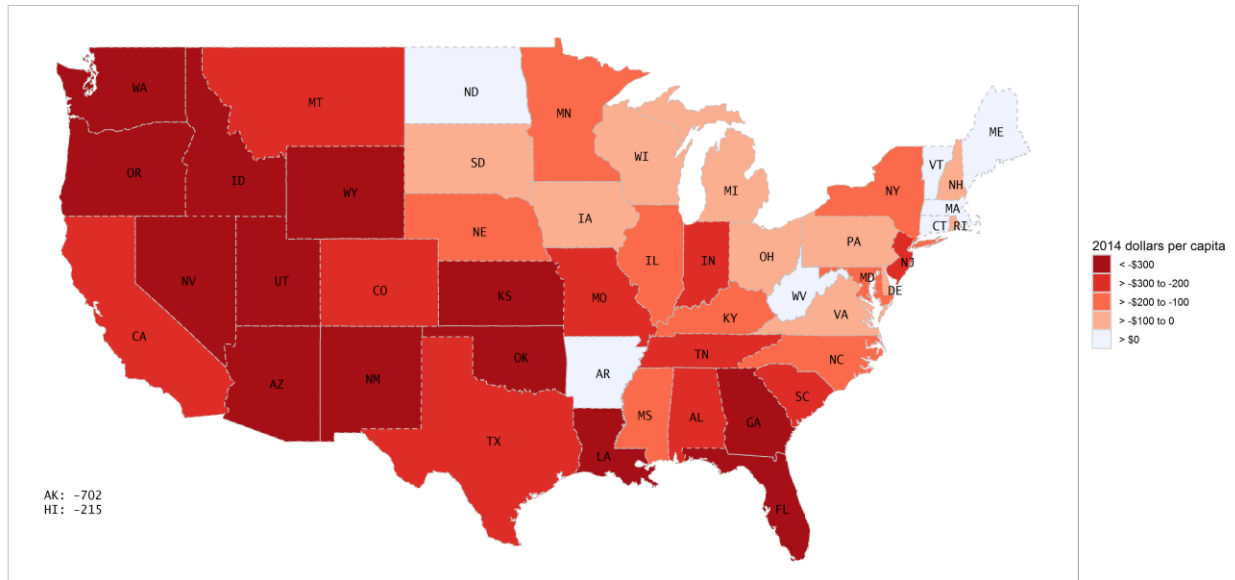 WA
MT
ND
MN
ME
OR
ID
WY
SD
WI
MI
NY
VT
NH
MA
CT RI
NV
UT
CO
NE
IA
IL
IN
OH
PA
NJ
MD
DE
WV
VA
CA
KS
MO
KY
AZ
NM
OK
AR
TN
NC
SC
TX
LA
MS
AL
GA
FL
AK: -702
HI: -215
2014 dollars per capita
< -$300
> -$300 to -200
> -$200 to -100
> -$100 to 0
> $0